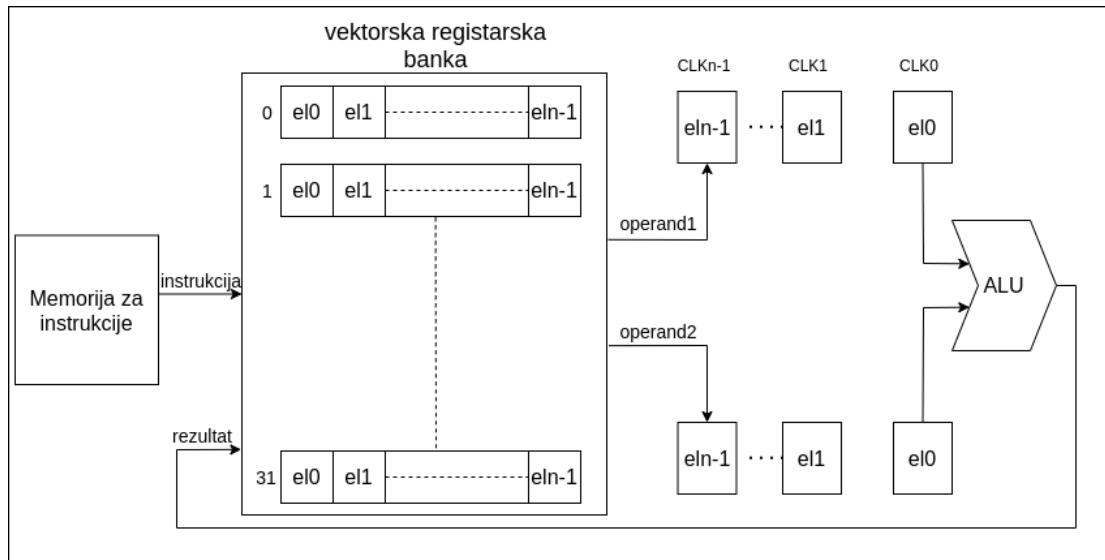 vektorska registarska
banka
CLKn-1 CLK1 CLK0
0 el0 el1 eln-1
eln-1 el1 el0
1 el0 el1 eln-1
operand1
instrukcija
Memorija za
instrukcije
ALU
operand2
rezultat
31 el0 el1 eln-1
eln-1 el1 el0